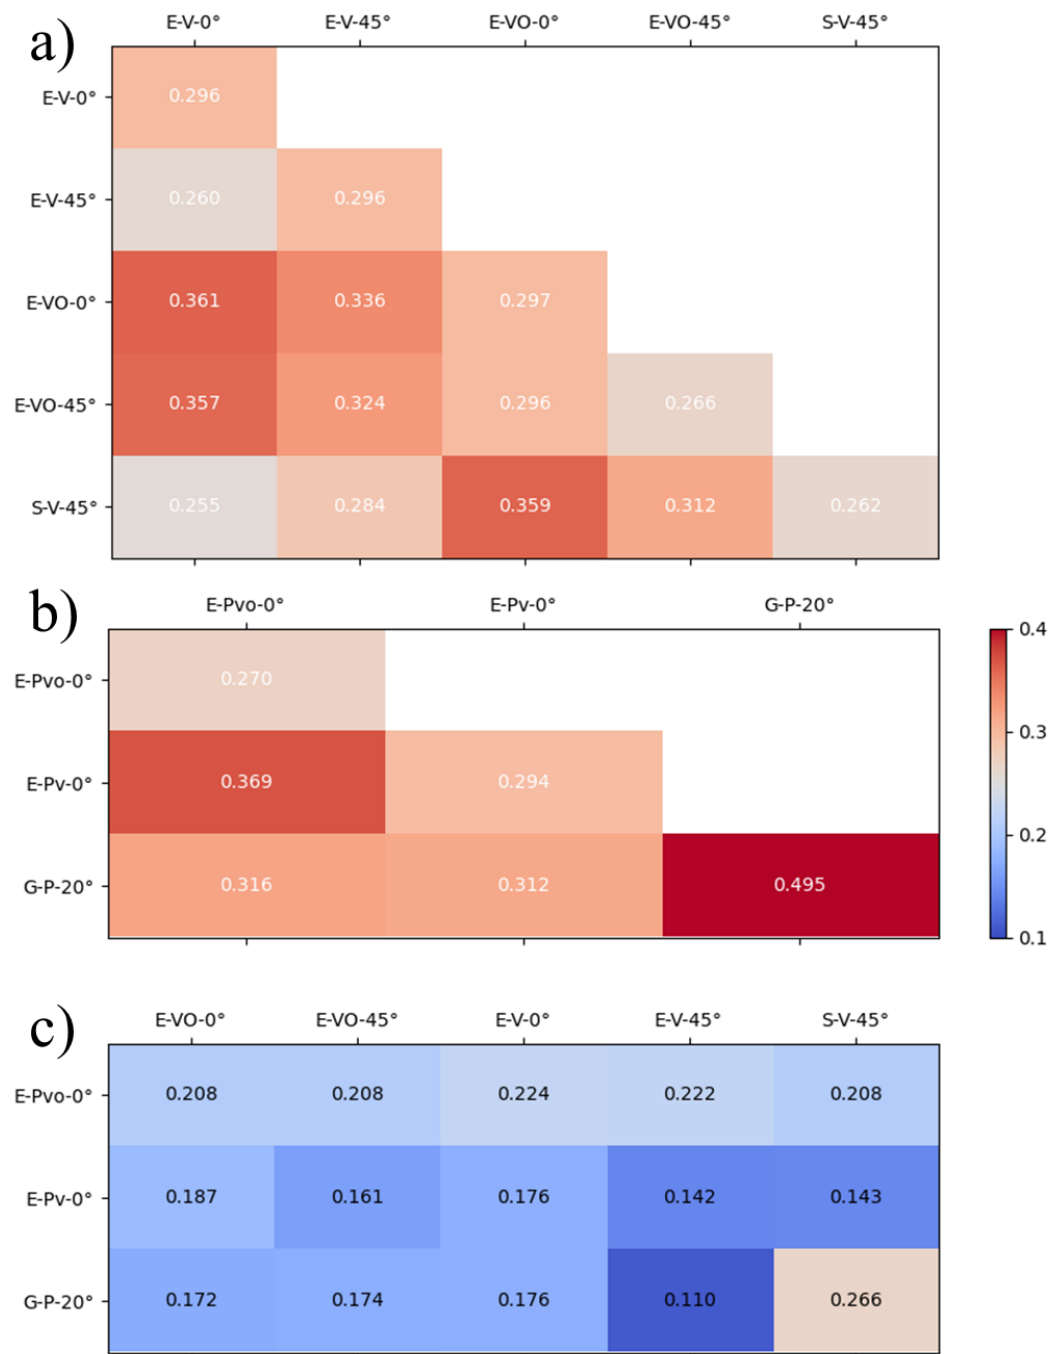 a)
E-V-0° E-V-45° E-VO-0° E-VO-45° S-V-45°
E-V-0° 0.296
E-V-45° 0.260 0.296
E-VO-0° 0.361 0.336 0.297
E-VO-45° 0.357 0.324 0.296 0.266
S-V-45° 0.255 0.284 0.359 0.312 0.262
b)
E-Pvo-0° E-Pv-0° G-P-20°
E-Pvo-0° 0.270
E-Pv-0° 0.369 0.294
G-P-20° 0.316 0.312 0.495
0.4
0.3
0.2
0.1
c)
E-VO-0° E-VO-45° E-V-0° E-V-45° S-V-45°
E-Pvo-0° 0.208 0.208 0.224 0.222 0.208
E-Pv-0° 0.187 0.161 0.176 0.142 0.143
G-P-20° 0.172 0.174 0.176 0.110 0.266